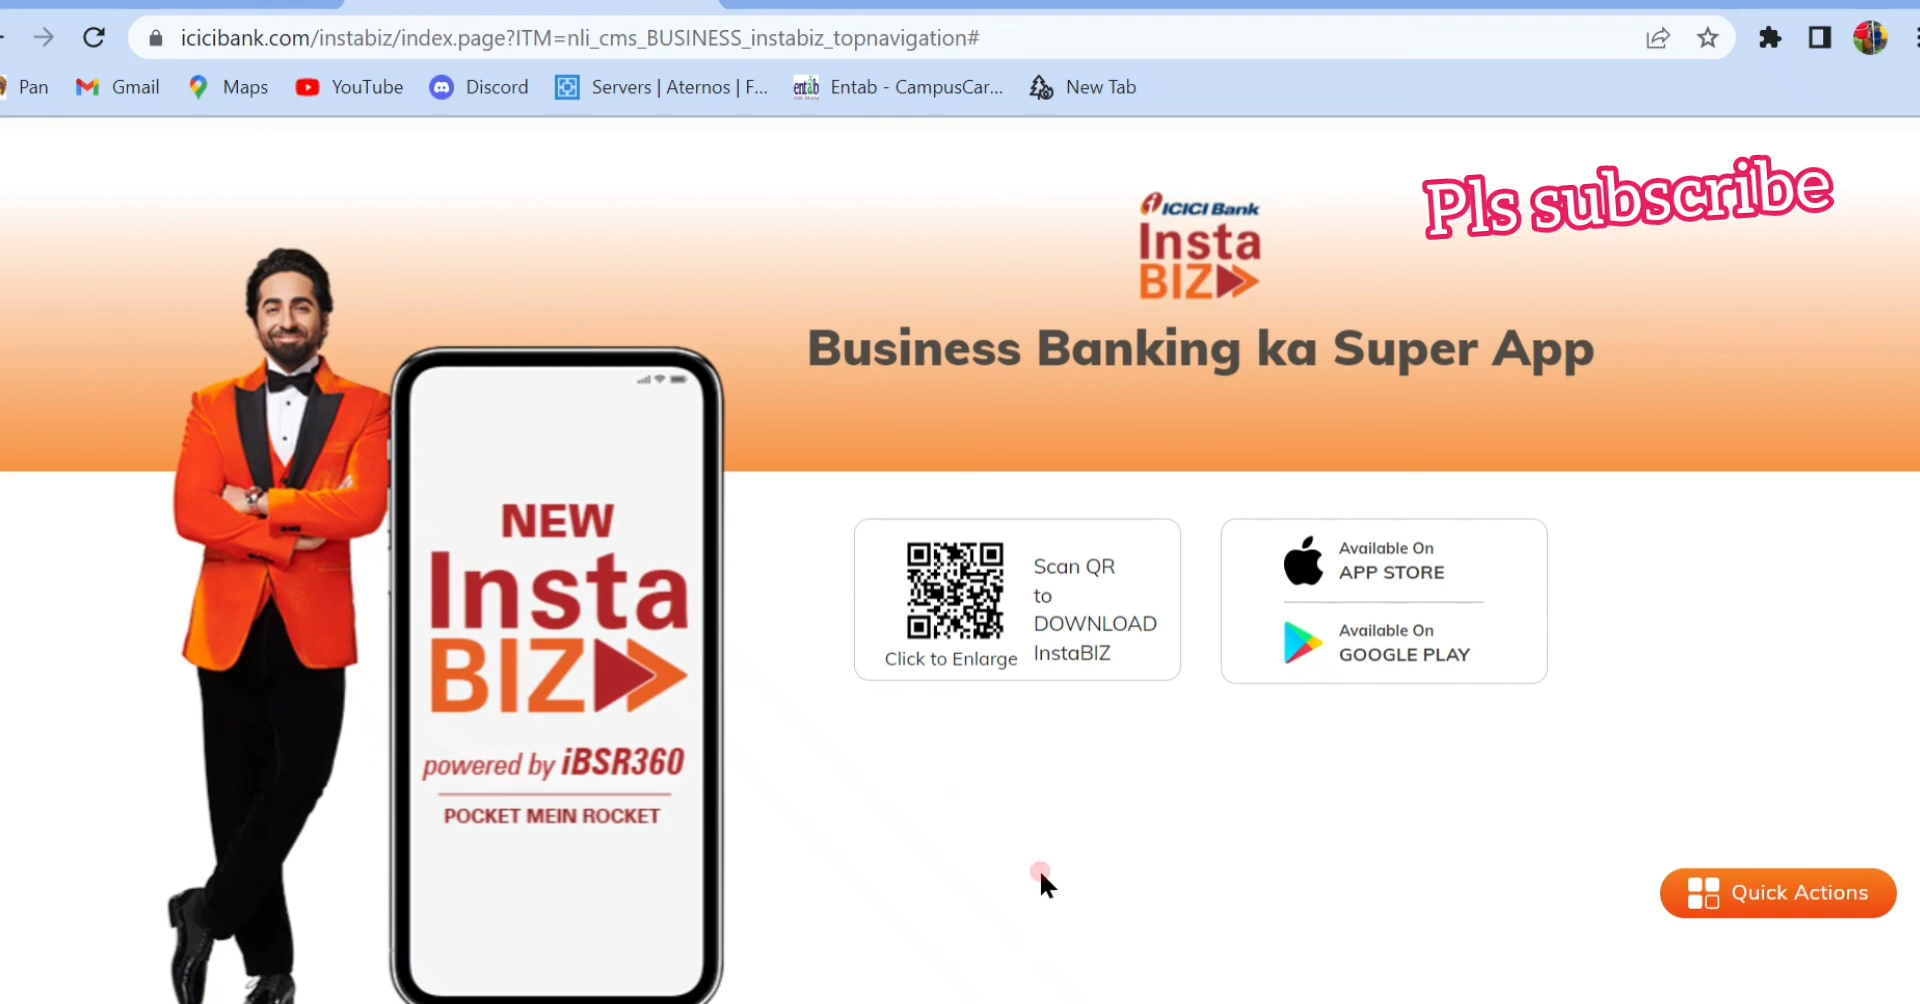 icicibank.com/instabiz/index.page?ITM=nli_cms_BUSINESS_instabiz_topnavigation#
Pan Gmail Maps YouTube Discord Servers | Aternos | F... entab Entab - CampusCar... New Tab
Pls subscribe
ICICI Bank
Insta
BIZ
Business Banking ka Super App
NEW
Insta
BIZ
powered by iBSR360
POCKET MEIN ROCKET
Scan QR
to
DOWNLOAD
InstaBIZ
Click to Enlarge
Available On
APP STORE
Available On
GOOGLE PLAY
Quick Actions